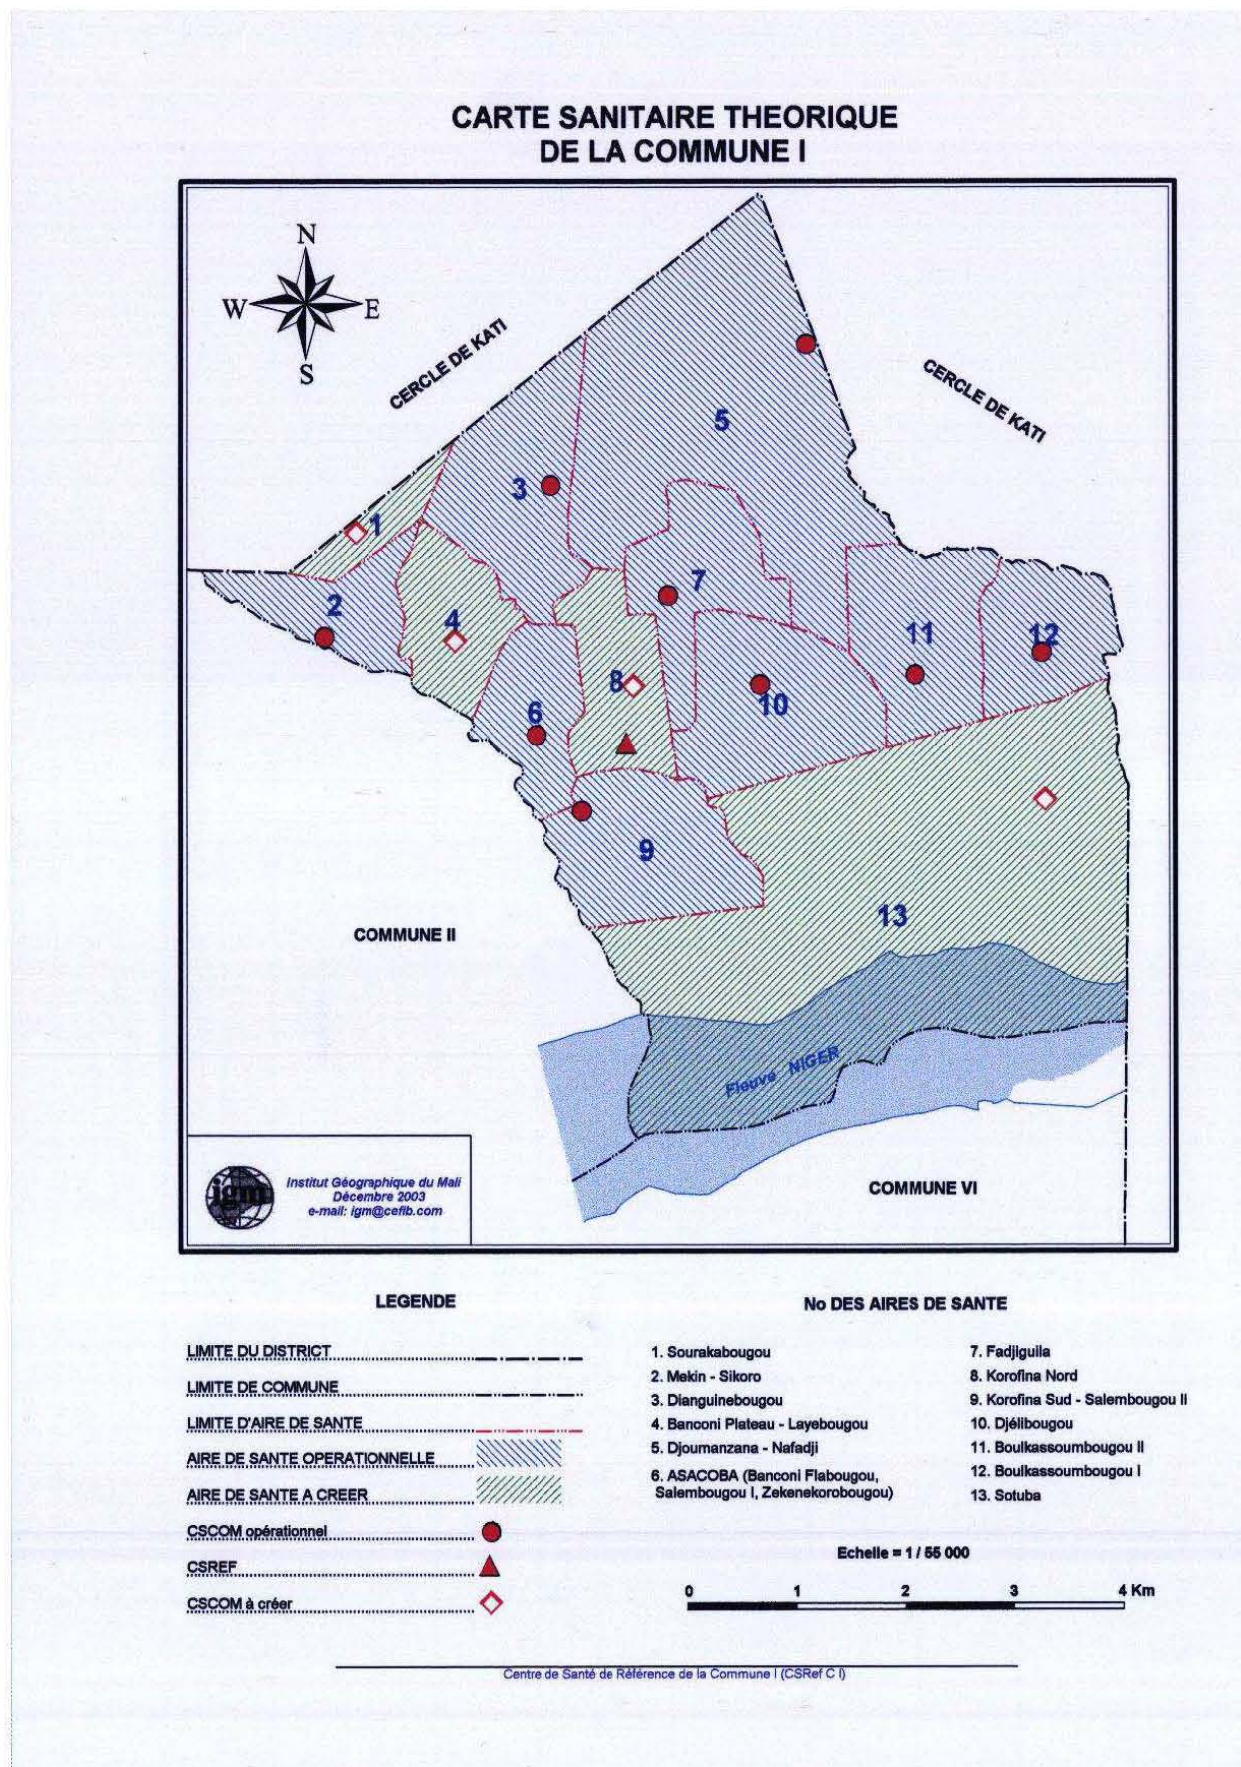 CARTE SANITAIRE THEORIQUE
DE LA COMMUNE I
N
W
E
S
CERCLE DE KATI
CERCLE DE KATI
5
3
1
2
7
4
11
12
8
6
10
9
13
COMMUNE II
Fleuve NIGER
COMMUNE VI
igm
Institut Géographique du Mali
Décembre 2003
e-mail: igm@cefib.com
LEGENDE
LIMITE DU DISTRICT
LIMITE DE COMMUNE
LIMITE D'AIRE DE SANTE
AIRE DE SANTE OPERATIONNELLE
AIRE DE SANTE A CREER
CSCOM opérationnel
CSREF
CSCOM à créer
No DES AIRES DE SANTE
1. Sourakabougou
2. Mekin - Sikoro
3. Dianguinebougou
4. Banconi Plateau - Layebougou
5. Djoumanzana - Nafadji
6. ASACOBA (Banconi Flabougou,
Salembougou I, Zekenekorobougou)
7. Fadjiguila
8. Korofina Nord
9. Korofina Sud - Salembougou II
10. Djélibougou
11. Boulkassoumbougou II
12. Boulkassoumbougou I
13. Sotuba
Echelle = 1 / 55 000
0 1 2 3 4 Km
Centre de Santé de Référence de la Commune I (CSRef C I)